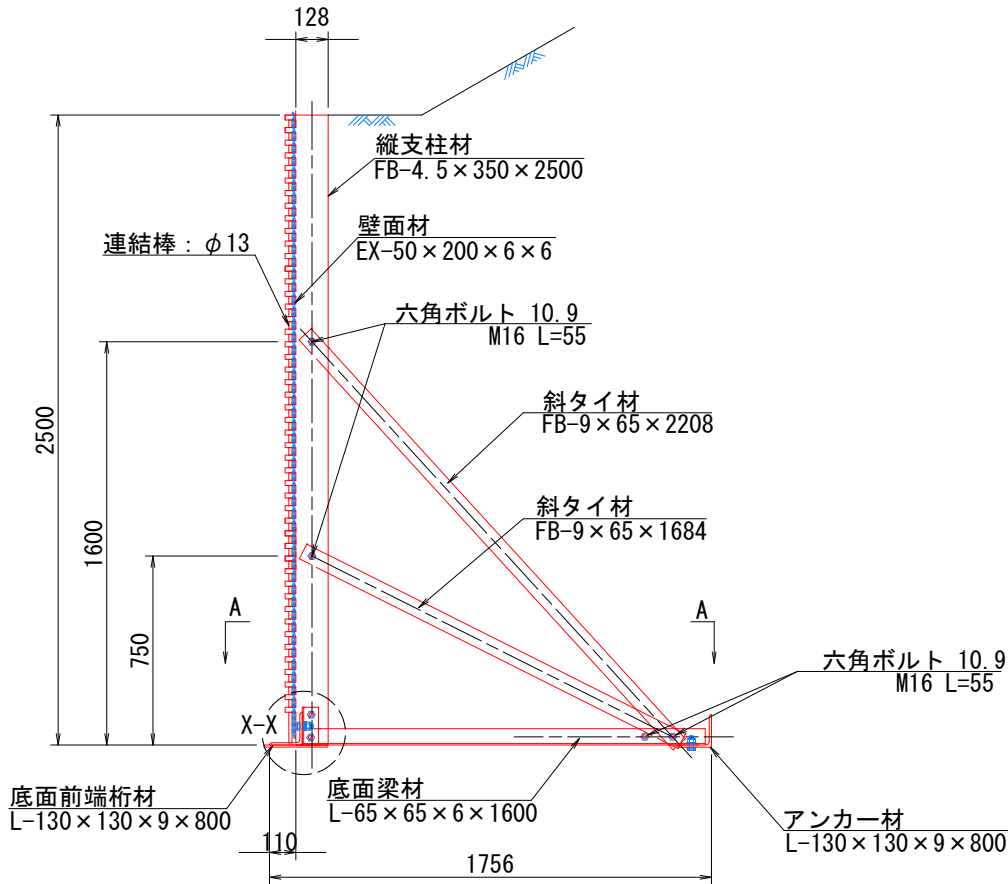 128
縦支柱材
FB-4.5×350×2500
壁面材
EX-50×200×6×6
連結棒：φ13
六角ボルト 10.9
M16 L=55
斜タイ材
FB-9×65×2208
斜タイ材
FB-9×65×1684
2500
1600
750
A
A
六角ボルト 10.9
M16 L=55
X-X
底面前端桁材
L-130×130×9×800
底面梁材
L-65×65×6×1600
アンカー材
L-130×130×9×800
110
1756